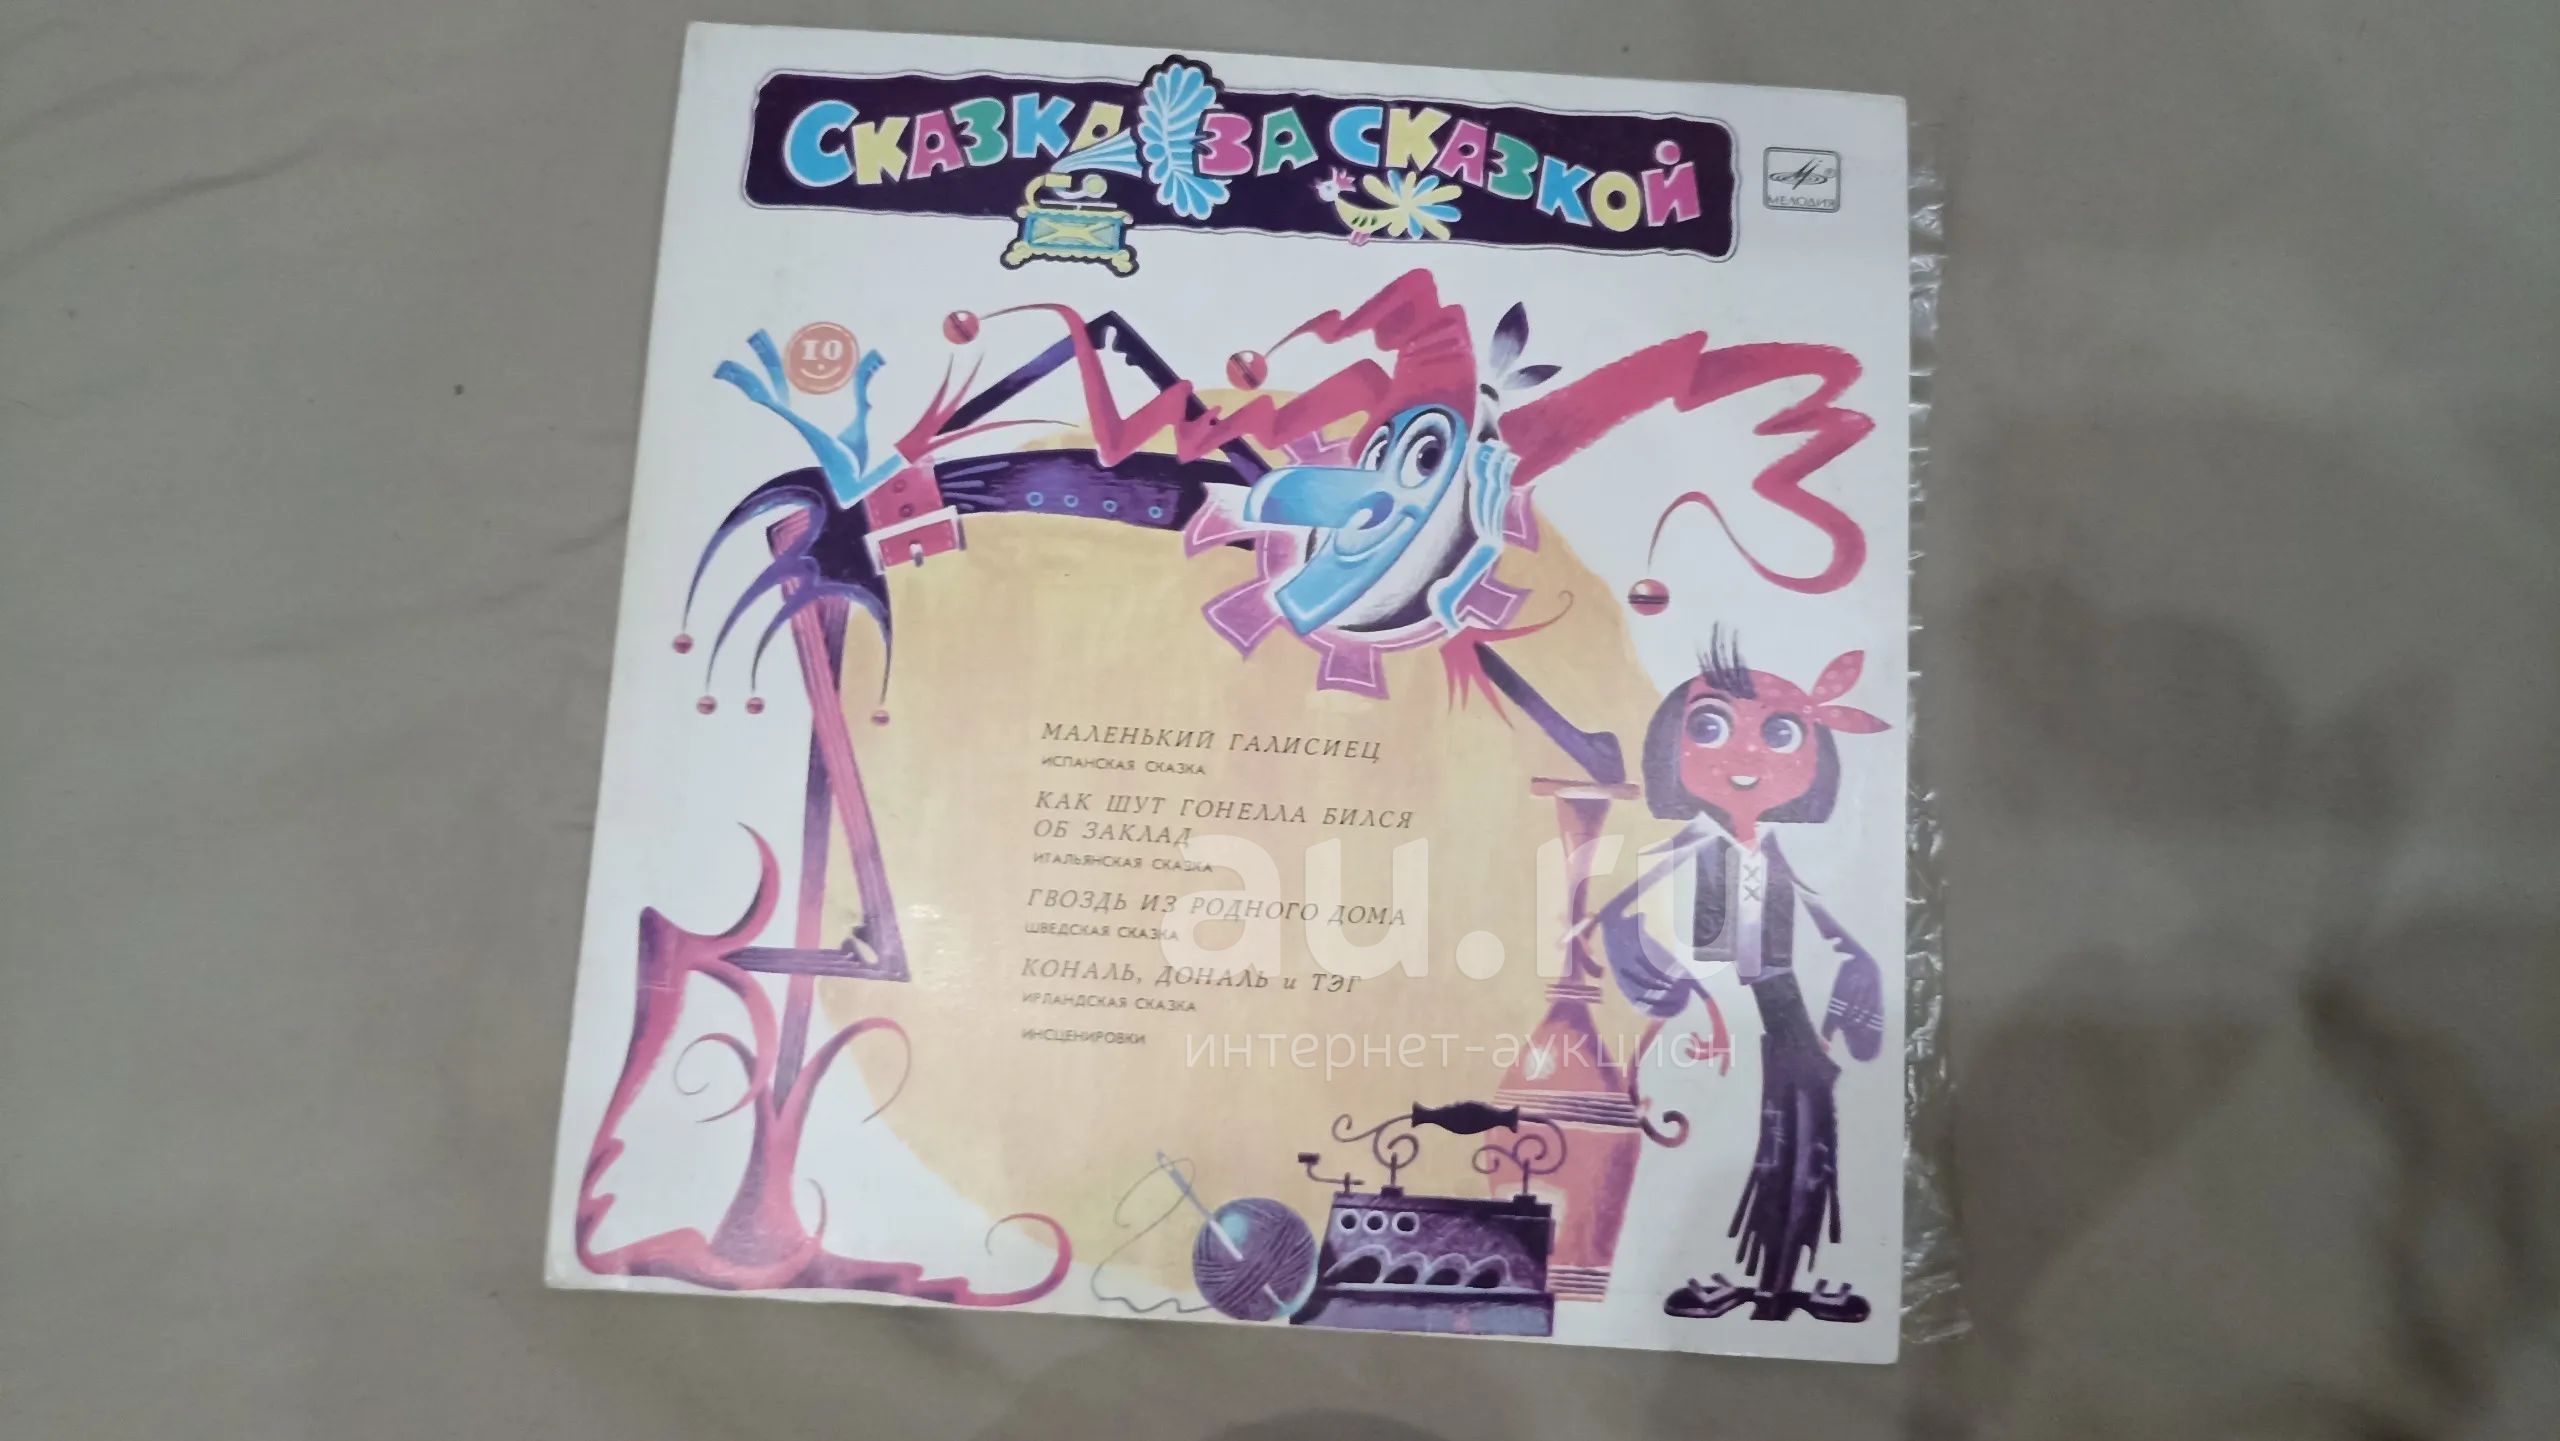 СКАЗКА ЗА СКАЗКОЙ
МЕЛОДИЯ
10
МАЛЕНЬКИЙ ГАЛИСИЕЦ
ИСПАНСКАЯ СКАЗКА
КАК ШУТ ГОНЕЛЛА БИЛСЯ
ОБ ЗАКЛАД
ИТАЛЬЯНСКАЯ СКАЗКА
ГВОЗДЬ ИЗ РОДНОГО ДОМА
ШВЕДСКАЯ СКАЗКА
КОНАЛЬ, ДОНАЛЬ и ТЭГ
ИРЛАНДСКАЯ СКАЗКА
ИНСЦЕНИРОВКИ
au.ru
интернет-аукцион